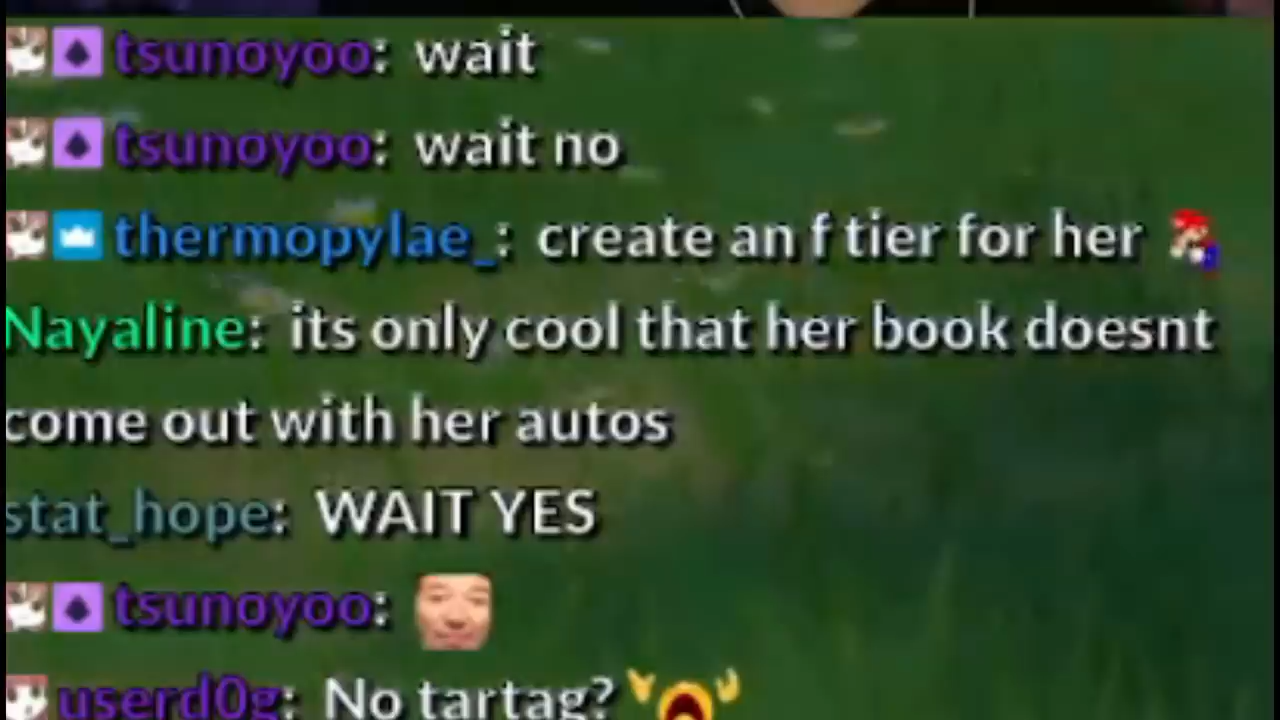 tsunoyoo: wait
tsunoyoo: wait no
thermopylae_: create an f tier for her
Nayaline: its only cool that her book doesnt
come out with her autos
stat_hope: WAIT YES
tsunoyoo:
userd0g: No tartag?